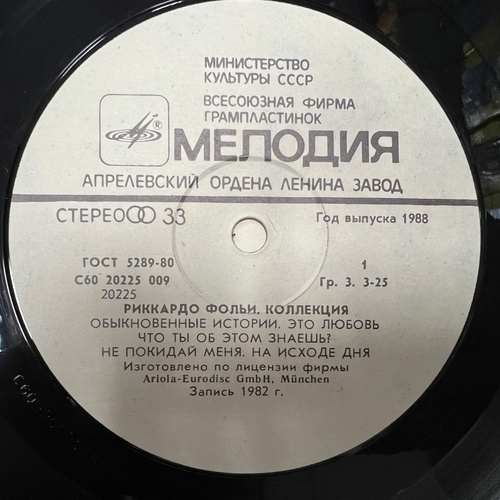 МИНИСТЕРСТВО
КУЛЬТУРЫ СССР
ВСЕСОЮЗНАЯ ФИРМА
ГРАМПЛАСТИНОК
® МЕЛОДИЯ
АПРЕЛЕВСКИЙ ОРДЕНА ЛЕНИНА ЗАВОД
СТЕРЕО 33
Год выпуска 1988
ГОСТ 5289-80
1
С60 20225 009
Гр. 3. 3-25
20225
РИККАРДО ФОЛЬИ. КОЛЛЕКЦИЯ
ОБЫКНОВЕННЫЕ ИСТОРИИ. ЭТО ЛЮБОВЬ
ЧТО ТЫ ОБ ЭТОМ ЗНАЕШЬ?
НЕ ПОКИДАЙ МЕНЯ. НА ИСХОДЕ ДНЯ
Изготовлено по лицензии фирмы
Ariola-Eurodisc GmbH, München
Запись 1982 г.